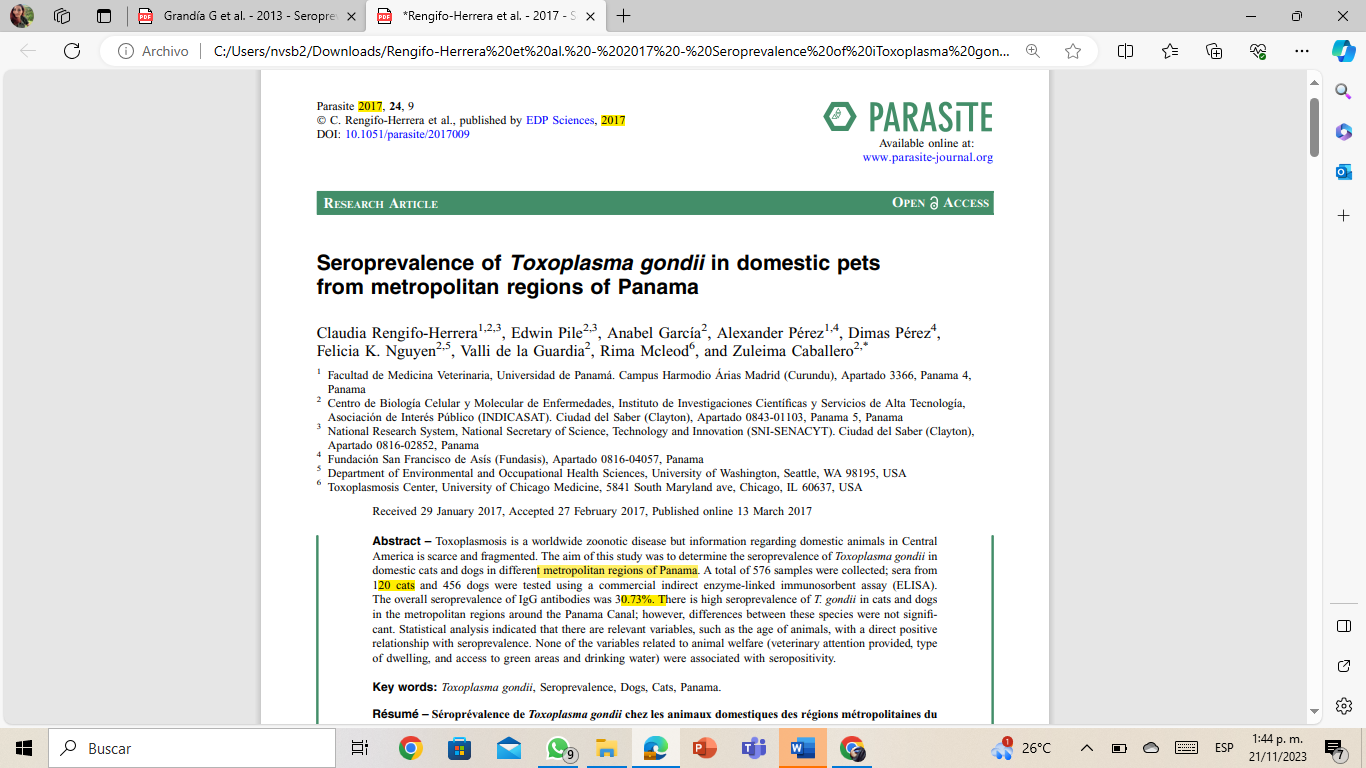 Grandía G et al. - 2013 - Seropre
*Rengifo-Herrera et al. - 2017 - S
Archivo
C:/Users/nvsb2/Downloads/Rengifo-Herrera%20et%20al.%20-%202017%20-%20Seroprevalence%20of%20iToxoplasma%20gon...
Parasite 2017, 24, 9
© C. Rengifo-Herrera et al., published by EDP Sciences, 2017
DOI: 10.1051/parasite/2017009
PARASiTE
Available online at:
www.parasite-journal.org
RESEARCH ARTICLE
OPEN ACCESS
Seroprevalence of Toxoplasma gondii in domestic pets
from metropolitan regions of Panama
Claudia Rengifo-Herrera1,2,3, Edwin Pile2,3, Anabel García2, Alexander Pérez1,4, Dimas Pérez4,
Felicia K. Nguyen2,5, Valli de la Guardia2, Rima Mcleod6, and Zuleima Caballero2,*
1 Facultad de Medicina Veterinaria, Universidad de Panamá. Campus Harmodio Árias Madrid (Curundu), Apartado 3366, Panama 4,
Panama
2 Centro de Biología Celular y Molecular de Enfermedades, Instituto de Investigaciones Científicas y Servicios de Alta Tecnología,
Asociación de Interés Público (INDICASAT). Ciudad del Saber (Clayton), Apartado 0843-01103, Panama 5, Panama
3 National Research System, National Secretary of Science, Technology and Innovation (SNI-SENACYT). Ciudad del Saber (Clayton),
Apartado 0816-02852, Panama
4 Fundación San Francisco de Asís (Fundasis), Apartado 0816-04057, Panama
5 Department of Environmental and Occupational Health Sciences, University of Washington, Seattle, WA 98195, USA
6 Toxoplasmosis Center, University of Chicago Medicine, 5841 South Maryland ave, Chicago, IL 60637, USA
Received 29 January 2017, Accepted 27 February 2017, Published online 13 March 2017
Abstract – Toxoplasmosis is a worldwide zoonotic disease but information regarding domestic animals in Central
America is scarce and fragmented. The aim of this study was to determine the seroprevalence of Toxoplasma gondii in
domestic cats and dogs in different metropolitan regions of Panama. A total of 576 samples were collected; sera from
120 cats and 456 dogs were tested using a commercial indirect enzyme-linked immunosorbent assay (ELISA).
The overall seroprevalence of IgG antibodies was 30.73%. There is high seroprevalence of T. gondii in cats and dogs
in the metropolitan regions around the Panama Canal; however, differences between these species were not signifi-
cant. Statistical analysis indicated that there are relevant variables, such as the age of animals, with a direct positive
relationship with seroprevalence. None of the variables related to animal welfare (veterinary attention provided, type
of dwelling, and access to green areas and drinking water) were associated with seropositivity.
Key words: Toxoplasma gondii, Seroprevalence, Dogs, Cats, Panama.
Résumé – Séroprévalence de Toxoplasma gondii chez les animaux domestiques des régions métropolitaines du
Buscar
9
1
26°C
ESP
1:44 p. m.
21/11/2023
7